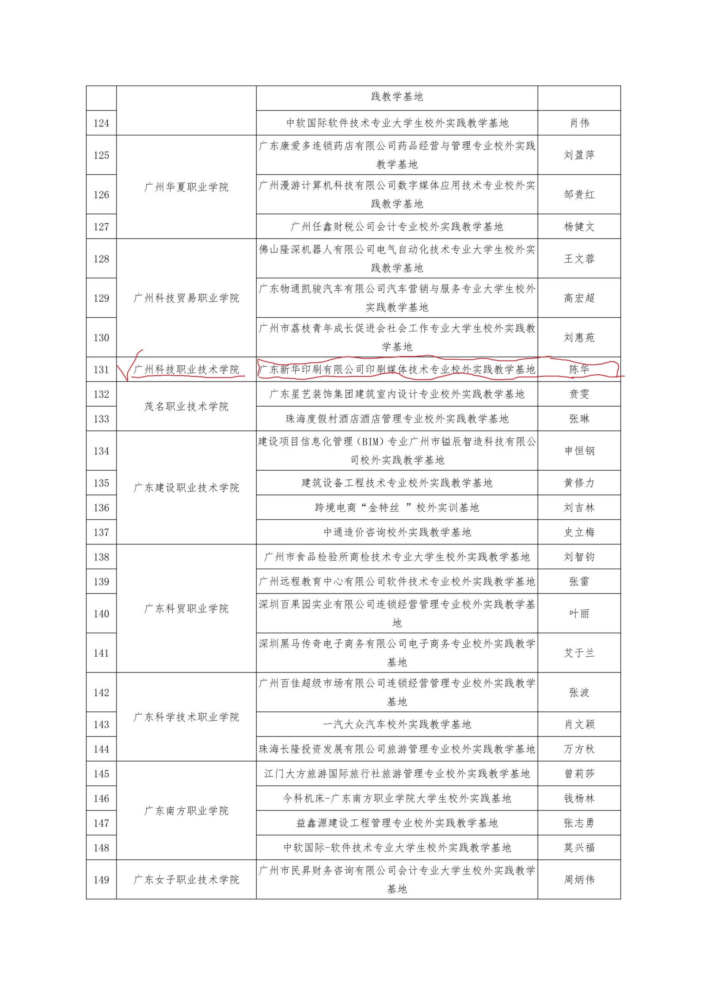 践教学基地
124
中软国际软件技术专业大学生校外实践教学基地
肖伟
125
广州华夏职业学院
广东康爱多连锁药店有限公司药品经营与管理专业校外实践
教学基地
刘盈萍
126
广州漫游计算机科技有限公司数字媒体应用技术专业校外实
践教学基地
邹贵红
127
广州任鑫财税公司会计专业校外实践教学基地
杨健文
128
广州科技贸易职业学院
佛山隆深机器人有限公司电气自动化技术专业大学生校外实
践教学基地
王文蓉
129
广东物通凯骏汽车有限公司汽车营销与服务专业大学生校外
实践教学基地
高宏超
130
广州市荔枝青年成长促进会社会工作专业大学生校外实践教
学基地
刘惠苑
131
广州科技职业技术学院
广东新华印刷有限公司印刷媒体技术专业校外实践教学基地
陈华
132
茂名职业技术学院
广东星艺装饰集团建筑室内设计专业校外实践教学基地
贲雯
133
珠海度假村酒店酒店管理专业校外实践教学基地
张琳
134
广东建设职业技术学院
建设项目信息化管理（BIM）专业广州市镒辰智造科技有限公
司校外实践教学基地
申恒钢
135
建筑设备工程技术专业校外实践教学基地
黄修力
136
跨境电商“金特丝 ”校外实训基地
刘吉林
137
中通造价咨询校外实践教学基地
史立梅
138
广东科贸职业学院
广州市食品检验所商检技术专业大学生校外实践教学基地
刘智钧
139
广州远程教育中心有限公司软件技术专业校外实践教学基地
张雷
140
深圳百果园实业有限公司连锁经营管理专业校外实践教学基
地
叶丽
141
深圳黑马传奇电子商务有限公司电子商务专业校外实践教学
基地
艾于兰
142
广东科学技术职业学院
广州百佳超级市场有限公司连锁经营管理专业校外实践教学
基地
张波
143
一汽大众汽车校外实践教学基地
肖文颖
144
珠海长隆投资发展有限公司旅游管理专业校外实践教学基地
万方秋
145
广东南方职业学院
江门大方旅游国际旅行社旅游管理专业校外实践教学基地
曾莉莎
146
今科机床-广东南方职业学院大学生校外实践基地
钱杨林
147
益鑫源建设工程管理专业校外实践教学基地
张志勇
148
中软国际-软件技术专业大学生校外实践教学基地
莫兴福
149
广东女子职业技术学院
广州市民昇财务咨询有限公司会计专业大学生校外实践教学
基地
周炳伟